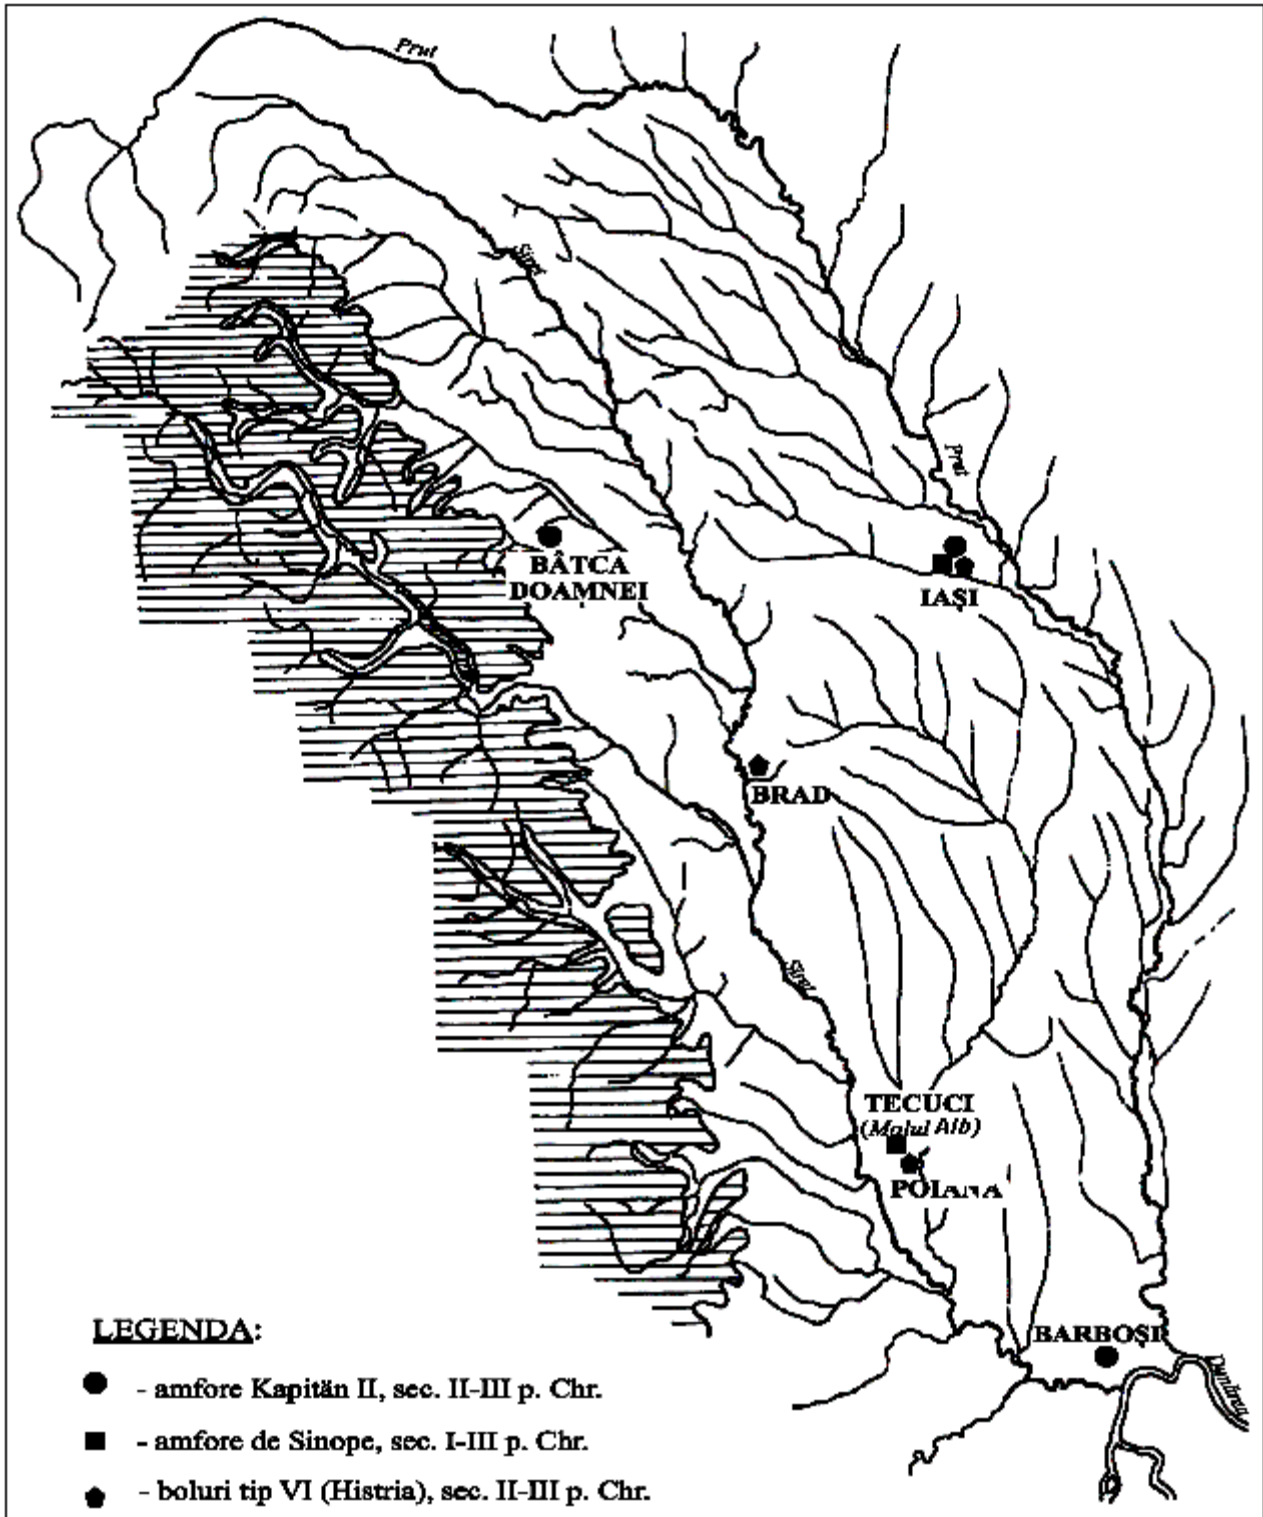 Prut
Siret
Prut
BÂTCA
DOAMNEI
IAȘI
BRAD
Siret
TECUCI
(Malul Alb)
POIANA
BARBOȘI
Dunărea
LEGENDA:
- amfore Kapitän II, sec. II-III p. Chr.
- amfore de Sinope, sec. I-III p. Chr.
- boluri tip VI (Histria), sec. II-III p. Chr.